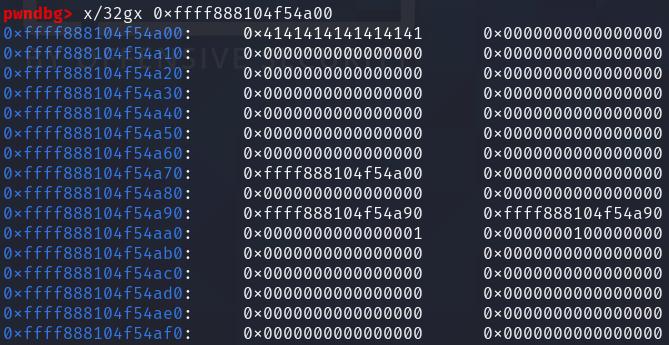 pwndbg> x/32gx 0xffff888104f54a00
0xffff888104f54a00: 0x4141414141414141 0x0000000000000000
0xffff888104f54a10: 0x0000000000000000 0x0000000000000000
0xffff888104f54a20: 0x0000000000000000 0x0000000000000000
0xffff888104f54a30: 0x0000000000000000 0x0000000000000000
0xffff888104f54a40: 0x0000000000000000 0x0000000000000000
0xffff888104f54a50: 0x0000000000000000 0x0000000000000000
0xffff888104f54a60: 0x0000000000000000 0x0000000000000000
0xffff888104f54a70: 0xffff888104f54a00 0x0000000000000000
0xffff888104f54a80: 0x0000000000000000 0x0000000000000000
0xffff888104f54a90: 0xffff888104f54a90 0xffff888104f54a90
0xffff888104f54aa0: 0x0000000000000001 0x0000000100000000
0xffff888104f54ab0: 0x0000000000000000 0x0000000000000000
0xffff888104f54ac0: 0x0000000000000000 0x0000000000000000
0xffff888104f54ad0: 0x0000000000000000 0x0000000000000000
0xffff888104f54ae0: 0x0000000000000000 0x0000000000000000
0xffff888104f54af0: 0x0000000000000000 0x0000000000000000